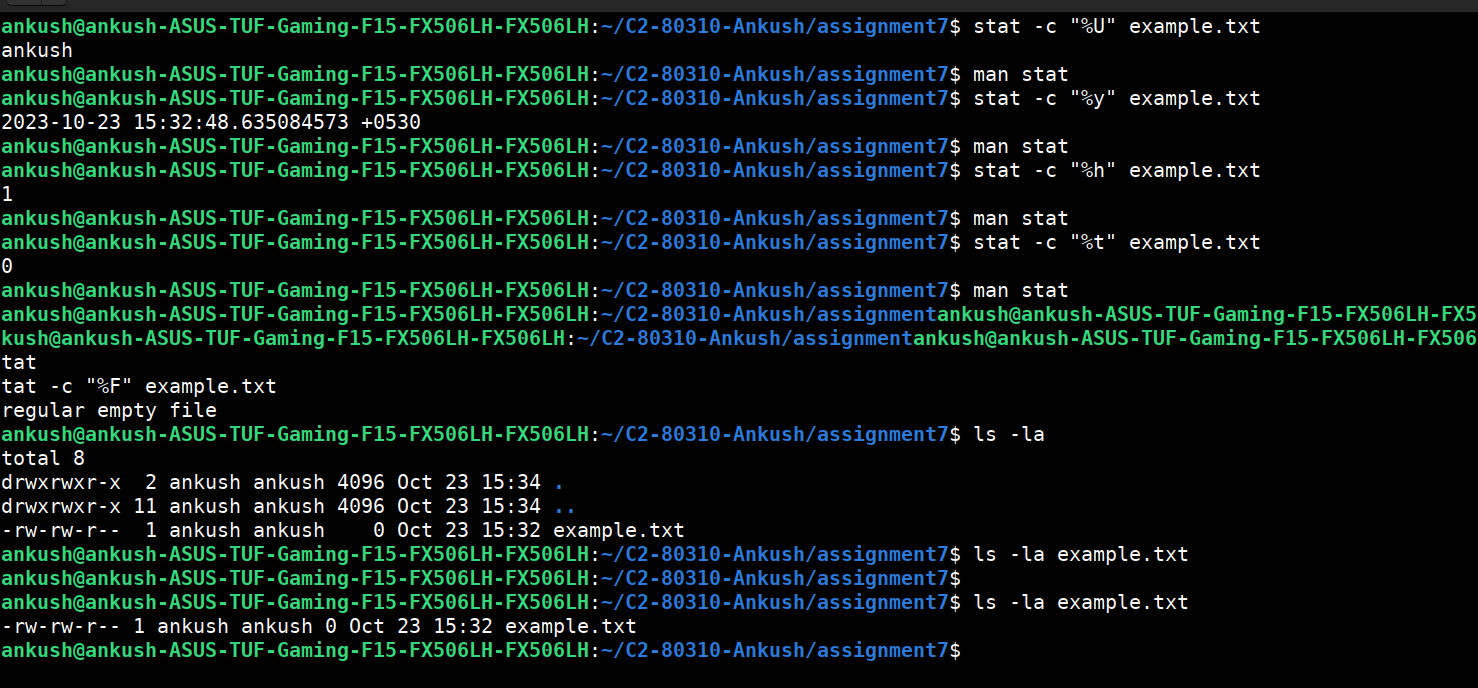 ankush@ankush-ASUS-TUF-Gaming-F15-FX506LH-FX506LH:~/C2-80310-Ankush/assignment7$ stat -c "%U" example.txt
ankush
ankush@ankush-ASUS-TUF-Gaming-F15-FX506LH-FX506LH:~/C2-80310-Ankush/assignment7$ man stat
ankush@ankush-ASUS-TUF-Gaming-F15-FX506LH-FX506LH:~/C2-80310-Ankush/assignment7$ stat -c "%y" example.txt
2023-10-23 15:32:48.635084573 +0530
ankush@ankush-ASUS-TUF-Gaming-F15-FX506LH-FX506LH:~/C2-80310-Ankush/assignment7$ man stat
ankush@ankush-ASUS-TUF-Gaming-F15-FX506LH-FX506LH:~/C2-80310-Ankush/assignment7$ stat -c "%h" example.txt
1
ankush@ankush-ASUS-TUF-Gaming-F15-FX506LH-FX506LH:~/C2-80310-Ankush/assignment7$ man stat
ankush@ankush-ASUS-TUF-Gaming-F15-FX506LH-FX506LH:~/C2-80310-Ankush/assignment7$ stat -c "%t" example.txt
0
ankush@ankush-ASUS-TUF-Gaming-F15-FX506LH-FX506LH:~/C2-80310-Ankush/assignment7$ man stat
ankush@ankush-ASUS-TUF-Gaming-F15-FX506LH-FX506LH:~/C2-80310-Ankush/assignmentankush@ankush-ASUS-TUF-Gaming-F15-FX506LH-FX5
kush@ankush-ASUS-TUF-Gaming-F15-FX506LH-FX506LH:~/C2-80310-Ankush/assignmentankush@ankush-ASUS-TUF-Gaming-F15-FX506LH-FX506
tat
tat -c "%F" example.txt
regular empty file
ankush@ankush-ASUS-TUF-Gaming-F15-FX506LH-FX506LH:~/C2-80310-Ankush/assignment7$ ls -la
total 8
drwxrwxr-x  2 ankush ankush 4096 Oct 23 15:34 .
drwxrwxr-x 11 ankush ankush 4096 Oct 23 15:34 ..
-rw-rw-r--  1 ankush ankush    0 Oct 23 15:32 example.txt
ankush@ankush-ASUS-TUF-Gaming-F15-FX506LH-FX506LH:~/C2-80310-Ankush/assignment7$ ls -la example.txt
ankush@ankush-ASUS-TUF-Gaming-F15-FX506LH-FX506LH:~/C2-80310-Ankush/assignment7$
ankush@ankush-ASUS-TUF-Gaming-F15-FX506LH-FX506LH:~/C2-80310-Ankush/assignment7$ ls -la example.txt
-rw-rw-r-- 1 ankush ankush 0 Oct 23 15:32 example.txt
ankush@ankush-ASUS-TUF-Gaming-F15-FX506LH-FX506LH:~/C2-80310-Ankush/assignment7$